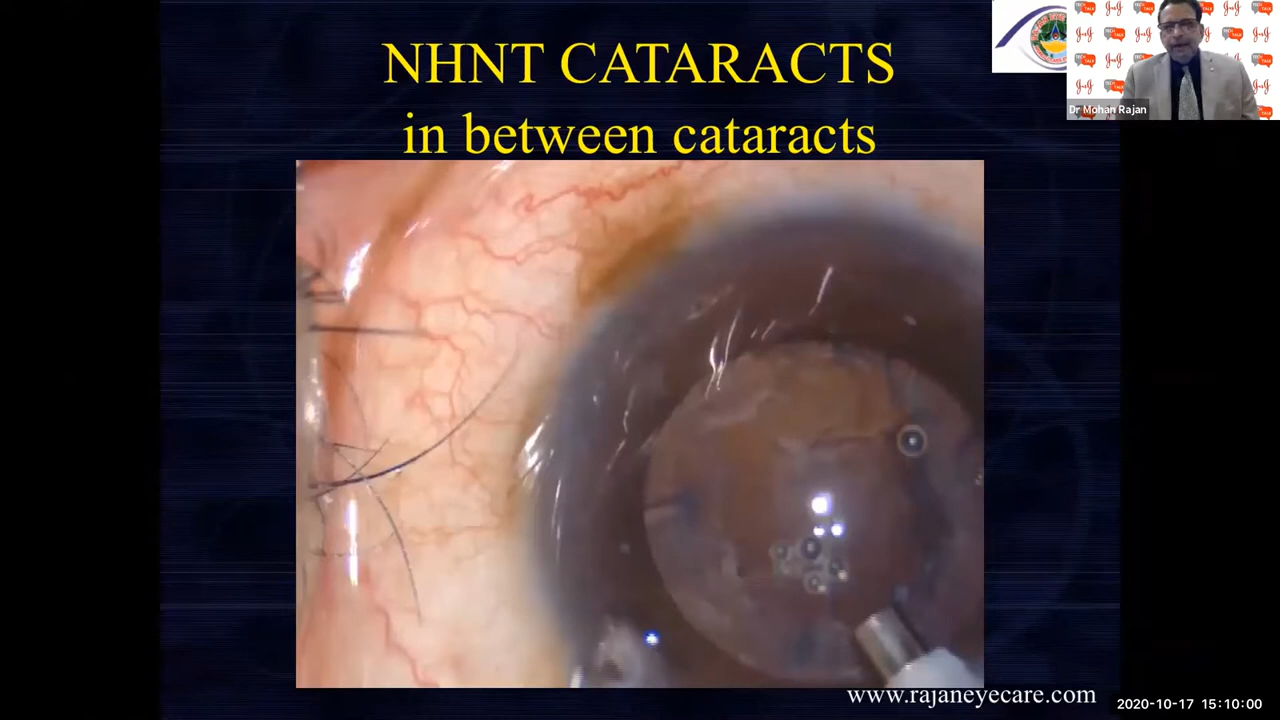 NHNT CATARACTS
in between cataracts
Dr Mohan Rajan
www.rajaneyecare.com
2020-10-17 15:10:00